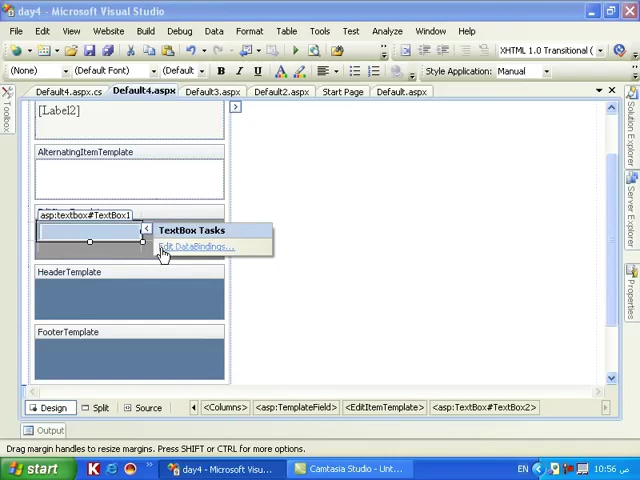 day4 - Microsoft Visual Studio
File Edit View Website Build Debug Data Format Table Tools Test Analyze Window Help
XHTML 1.0 Transitional (
(None) (Default Font) (Default B I U A Style Application: Manual
Default4.aspx.cs Default4.aspx Default3.aspx Default2.aspx Start Page Default.aspx
Toolbox
[Label2]
AlternatingItemTemplate
asp:textbox#TextBox1
TextBox Tasks
Edit DataBindings...
HeaderTemplate
FooterTemplate
Solution Explorer
Server Explorer
Properties
Design Split Source <Columns> <asp:TemplateField> <EditItemTemplate> <asp:TextBox#TextBox2>
Output
Drag margin handles to resize margins. Press SHIFT or CTRL for more options.
start K day4 - Microsoft Visu... Camtasia Studio - Unt... EN 10:56 ص